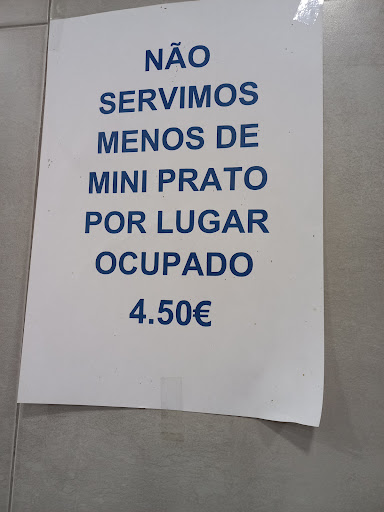 NÃO
SERVIMOS
MENOS DE
MINI PRATO
POR LUGAR
OCUPADO
4.50€